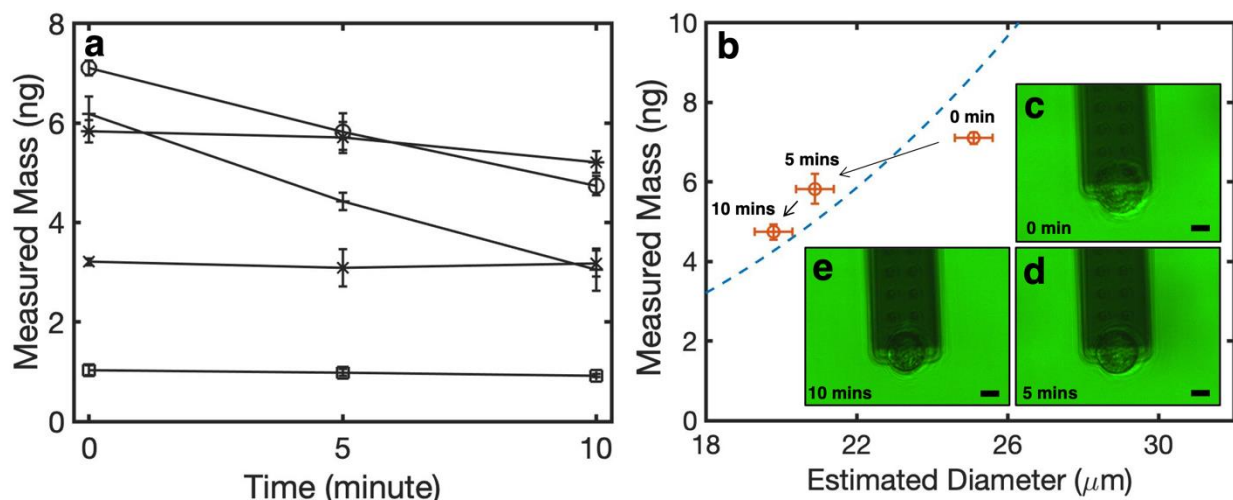 a
8
6
4
2
0
Measured Mass (ng)
0
5
10
Time (minute)
b
10
8
6
4
2
0
Measured Mass (ng)
0 min
5 mins
10 mins
c
0 min
e
10 mins
d
5 mins
18
22
26
30
Estimated Diameter (μm)